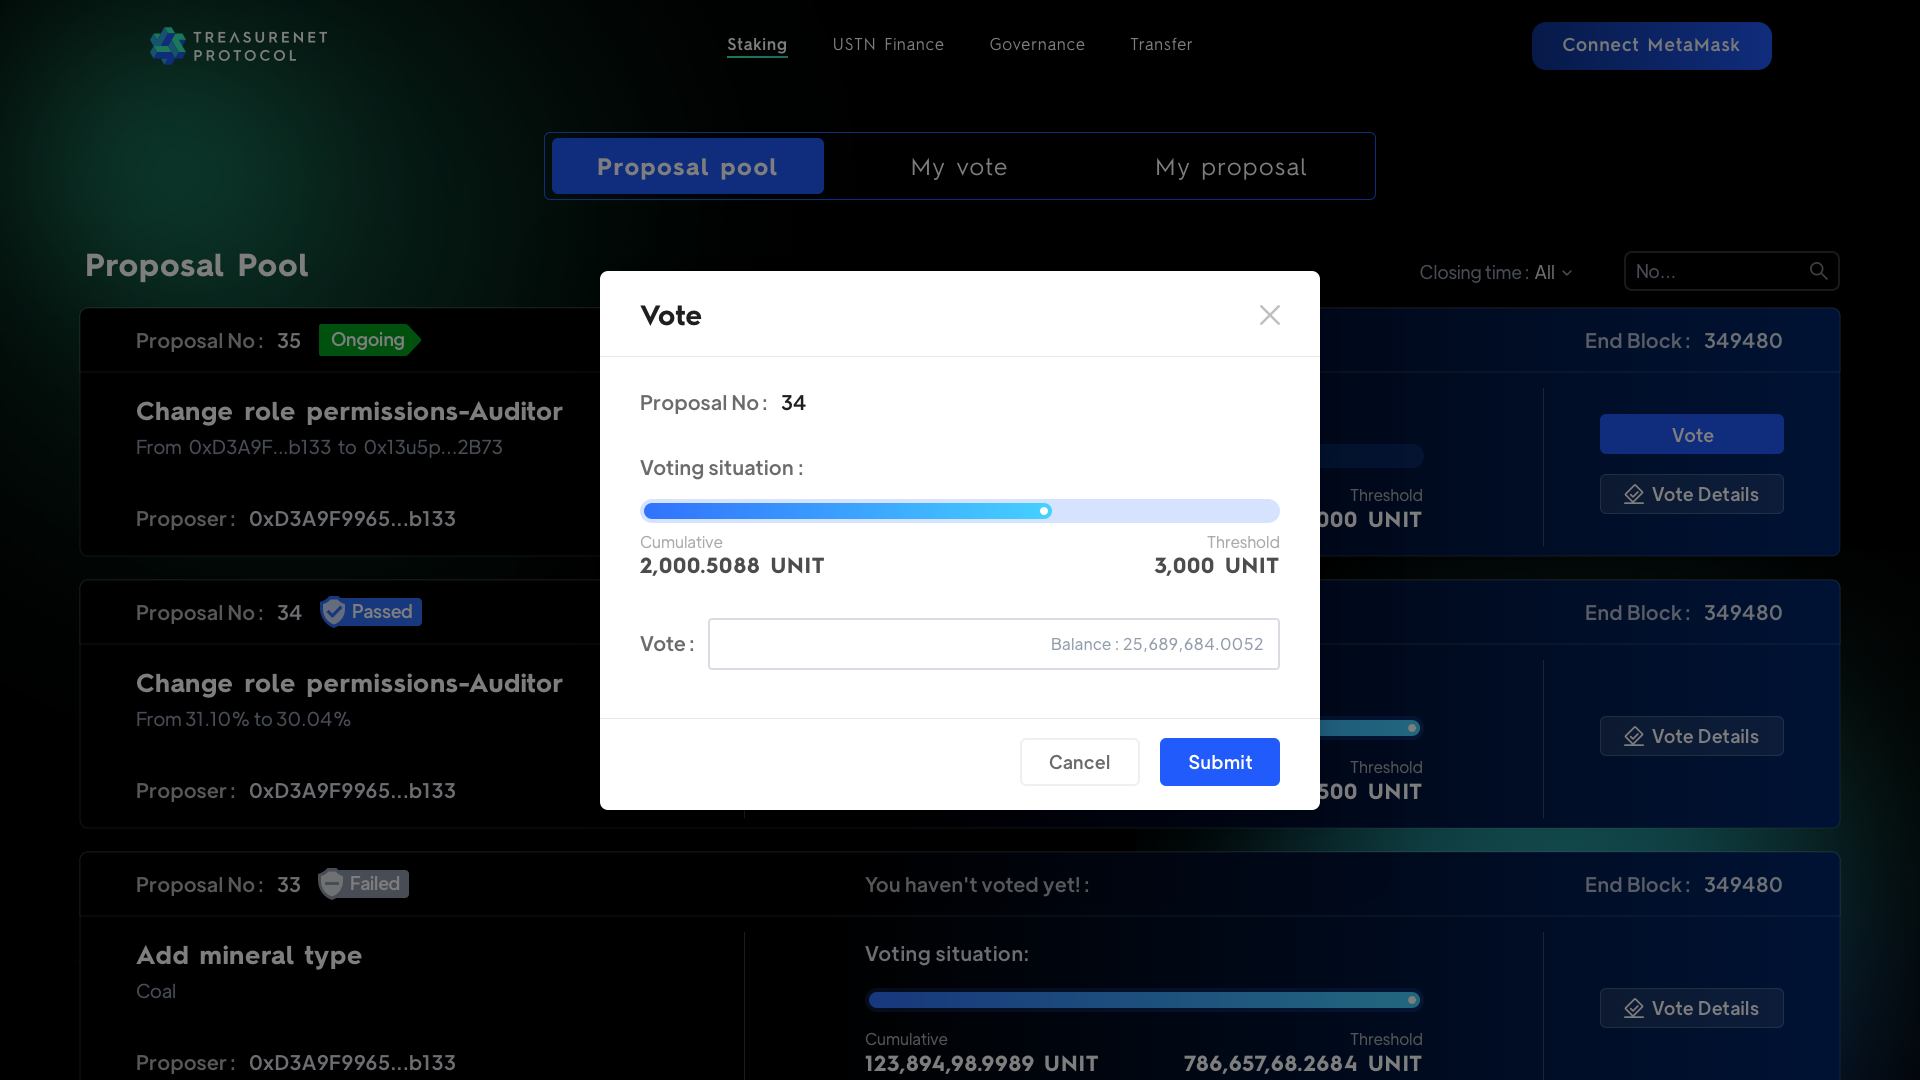 TREASURENET
PROTOCOL
Staking
USTN Finance
Governance
Transfer
Connect MetaMask
Proposal pool
My vote
My proposal
Proposal Pool
Closing time : All
No...
Proposal No : 35
Ongoing
End Block : 349480
Change role permissions-Auditor
From 0xD3A9F...b133 to 0x13u5p...2B73
Proposer : 0xD3A9F9965...b133
Threshold
000 UNIT
Vote
Vote Details
Vote
Proposal No : 34
Voting situation :
Cumulative
Threshold
2,000.5088 UNIT
3,000 UNIT
Vote :
Balance : 25,689,684.0052
Cancel
Submit
Proposal No : 34
Passed
End Block : 349480
Change role permissions-Auditor
From 31.10% to 30.04%
Proposer : 0xD3A9F9965...b133
Threshold
500 UNIT
Vote Details
Proposal No : 33
Failed
You haven't voted yet! :
End Block : 349480
Add mineral type
Coal
Proposer : 0xD3A9F9965...b133
Voting situation:
Cumulative
Threshold
123,894,98.9989 UNIT
786,657,68.2684 UNIT
Vote Details